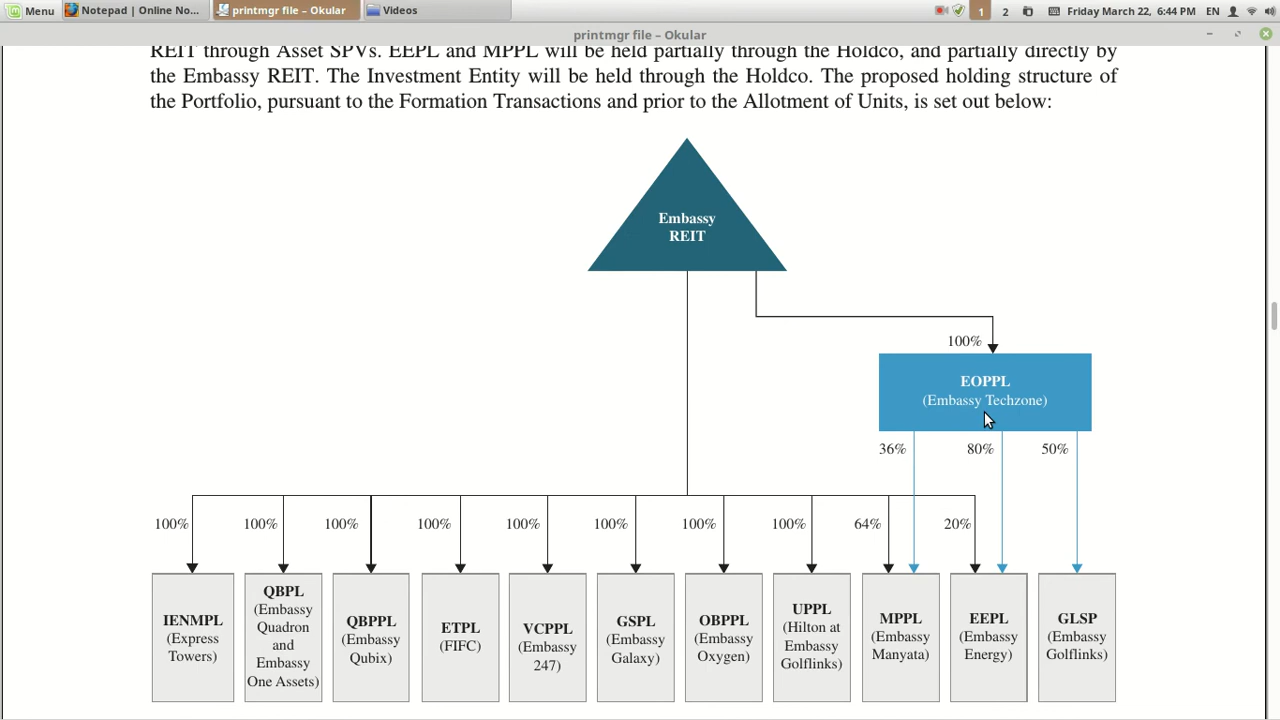 Menu
Notepad | Online No...
printmgr file – Okular
Videos
1
2
Friday March 22, 6:44 PM
EN
printmgr file – Okular
REIT through Asset SPVs. EEPL and MPPL will be held partially through the Holdco, and partially directly by
the Embassy REIT. The Investment Entity will be held through the Holdco. The proposed holding structure of
the Portfolio, pursuant to the Formation Transactions and prior to the Allotment of Units, is set out below:
Embassy
REIT
100%
EOPPL
(Embassy Techzone)
36%
80%
50%
100%
100%
100%
100%
100%
100%
100%
100%
64%
20%
IENMPL
(Express
Towers)
QBPL
(Embassy
Quadron
and
Embassy
One Assets)
QBPPL
(Embassy
Qubix)
ETPL
(FIFC)
VCPPL
(Embassy
247)
GSPL
(Embassy
Galaxy)
OBPPL
(Embassy
Oxygen)
UPPL
(Hilton at
Embassy
Golflinks)
MPPL
(Embassy
Manyata)
EEPL
(Embassy
Energy)
GLSP
(Embassy
Golflinks)